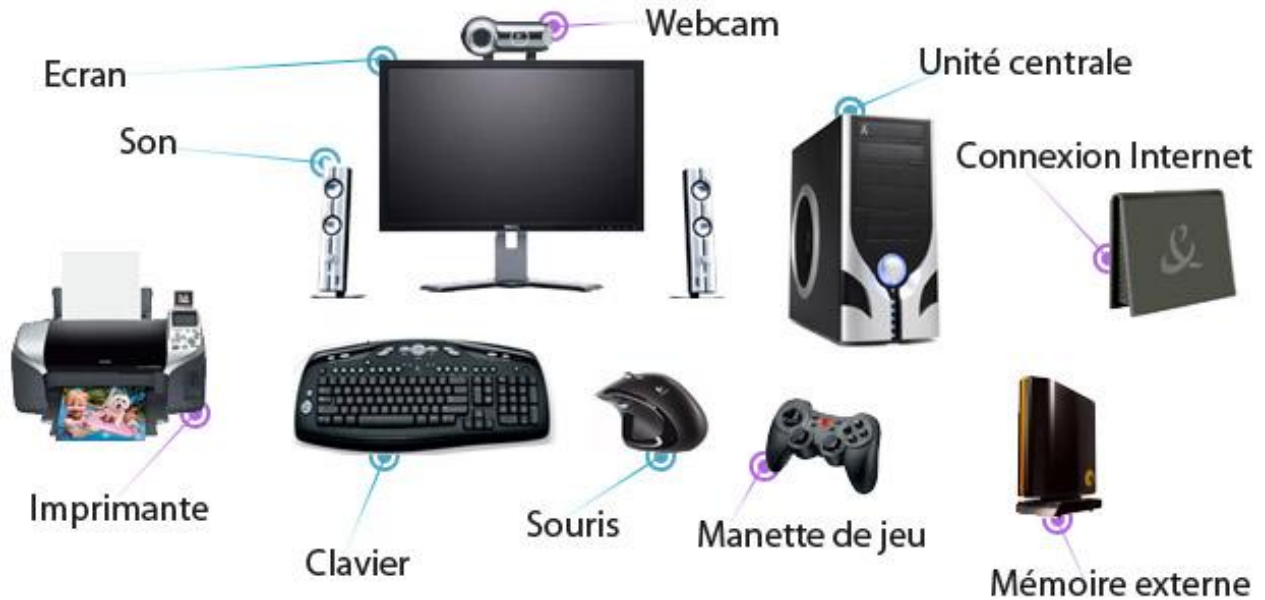 Webcam
Ecran
Unité centrale
Son
Connexion Internet
Imprimante
Souris
Manette de jeu
Clavier
Mémoire externe